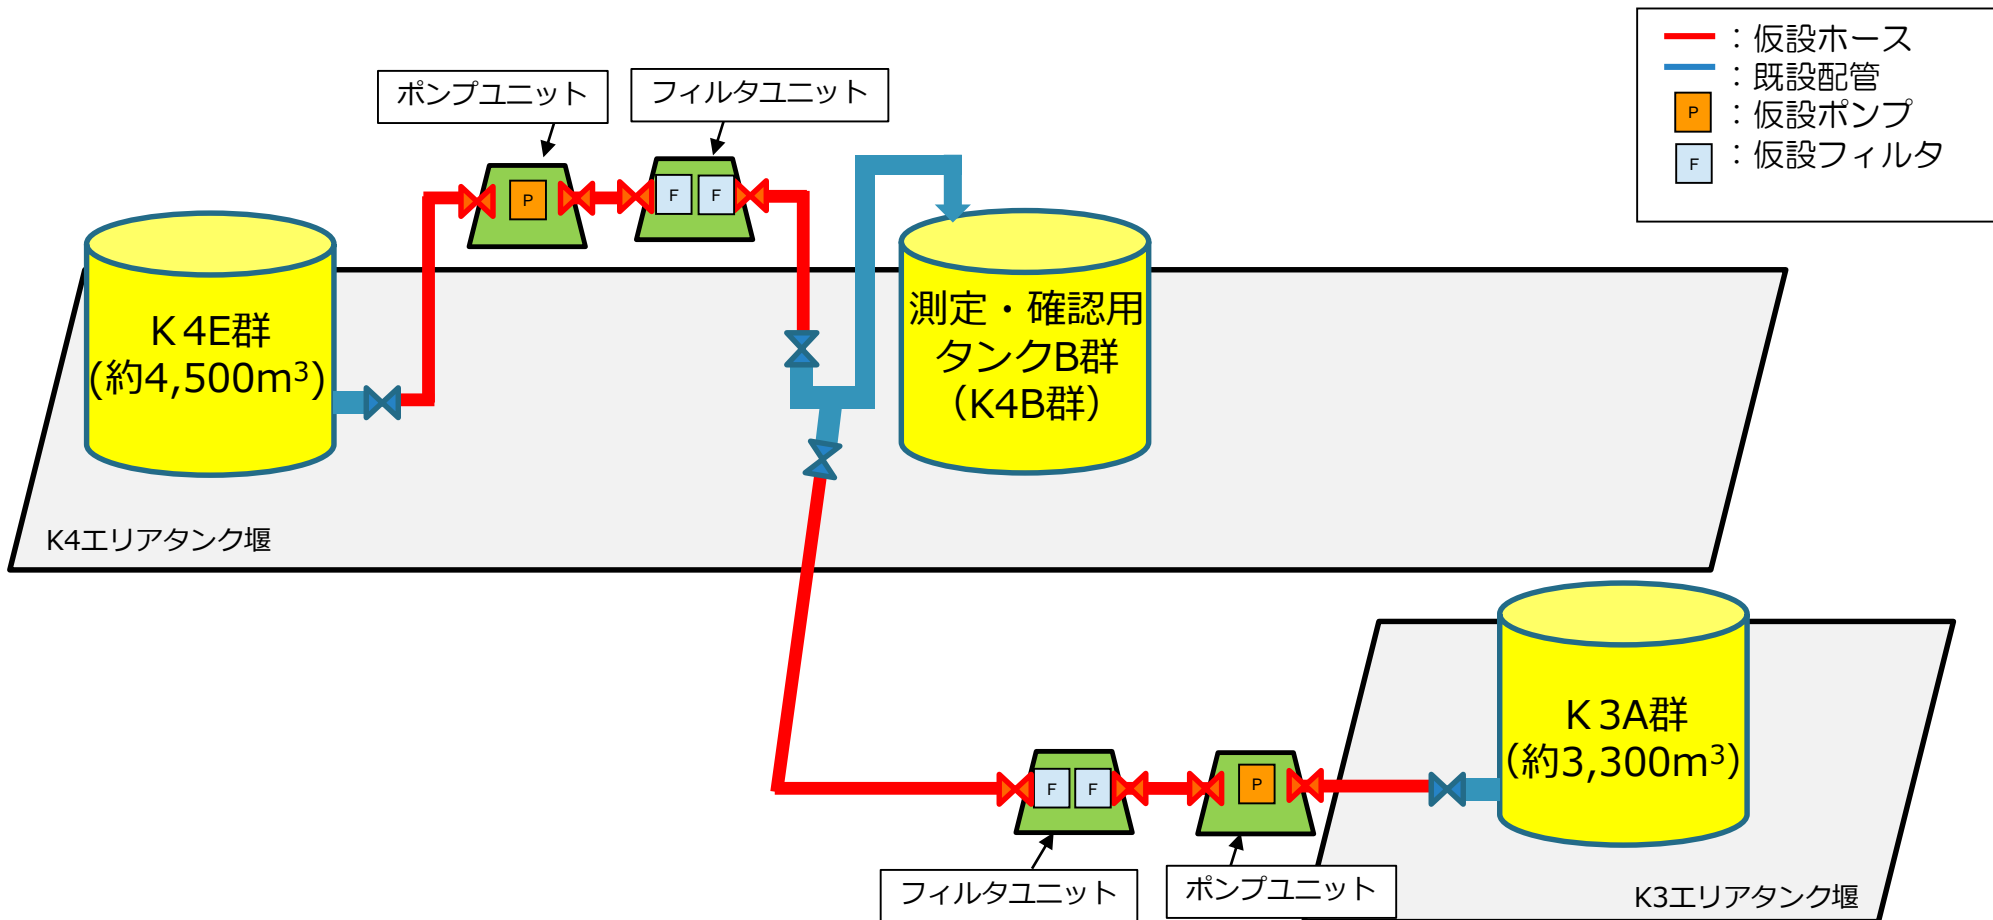 ：仮設ホース
：既設配管
P ：仮設ポンプ
F ：仮設フィルタ
ポンプユニット
フィルタユニット
P
F F
K4E群
(約4,500m³)
測定・確認用
タンクB群
（K4B群）
K4エリアタンク堰
K3A群
(約3,300m³)
F F
P
フィルタユニット
ポンプユニット
K3エリアタンク堰